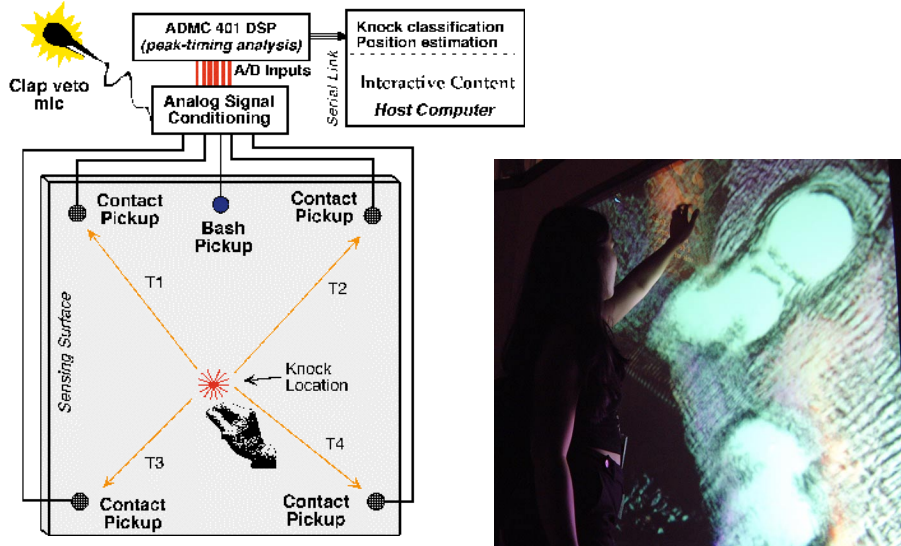 ADMC 401 DSP
(peak-timing analysis)
Knock classification
Position estimation
Interactive Content
Host Computer
Serial Link
A/D Inputs
Clap veto
mic
Analog Signal
Conditioning
Contact
Pickup
Bash
Pickup
Contact
Pickup
T1
T2
Sensing Surface
Knock
Location
T3
T4
Contact
Pickup
Contact
Pickup